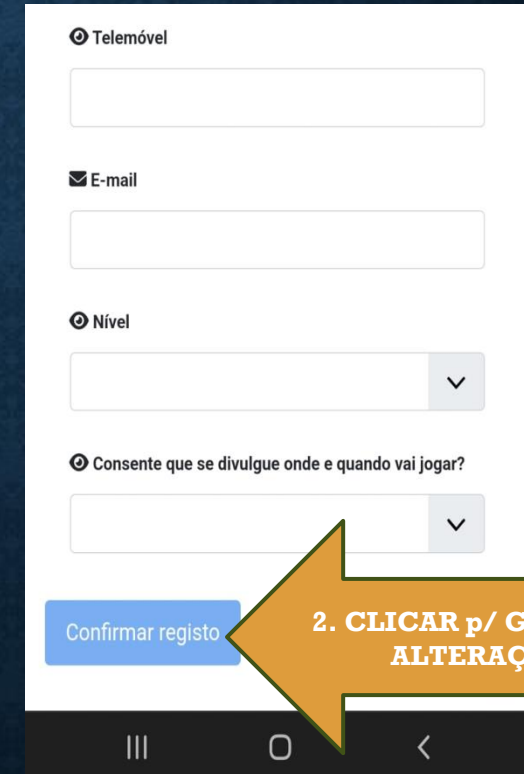 Telemóvel
E-mail
Nível
Consente que se divulgue onde e quando vai jogar?
Confirmar registo
2. CLICAR p/